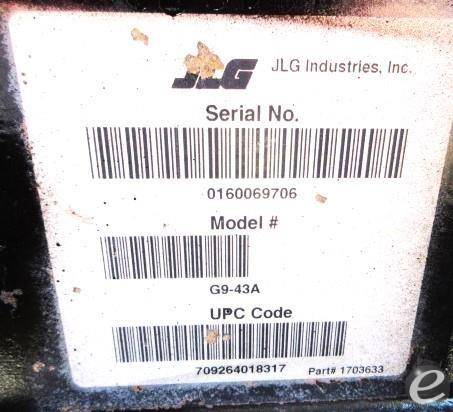 JLG JLG Industries, Inc.
Serial No.
0160069706
Model #
G9-43A
UPC Code
709264018317 Part# 1703633
e